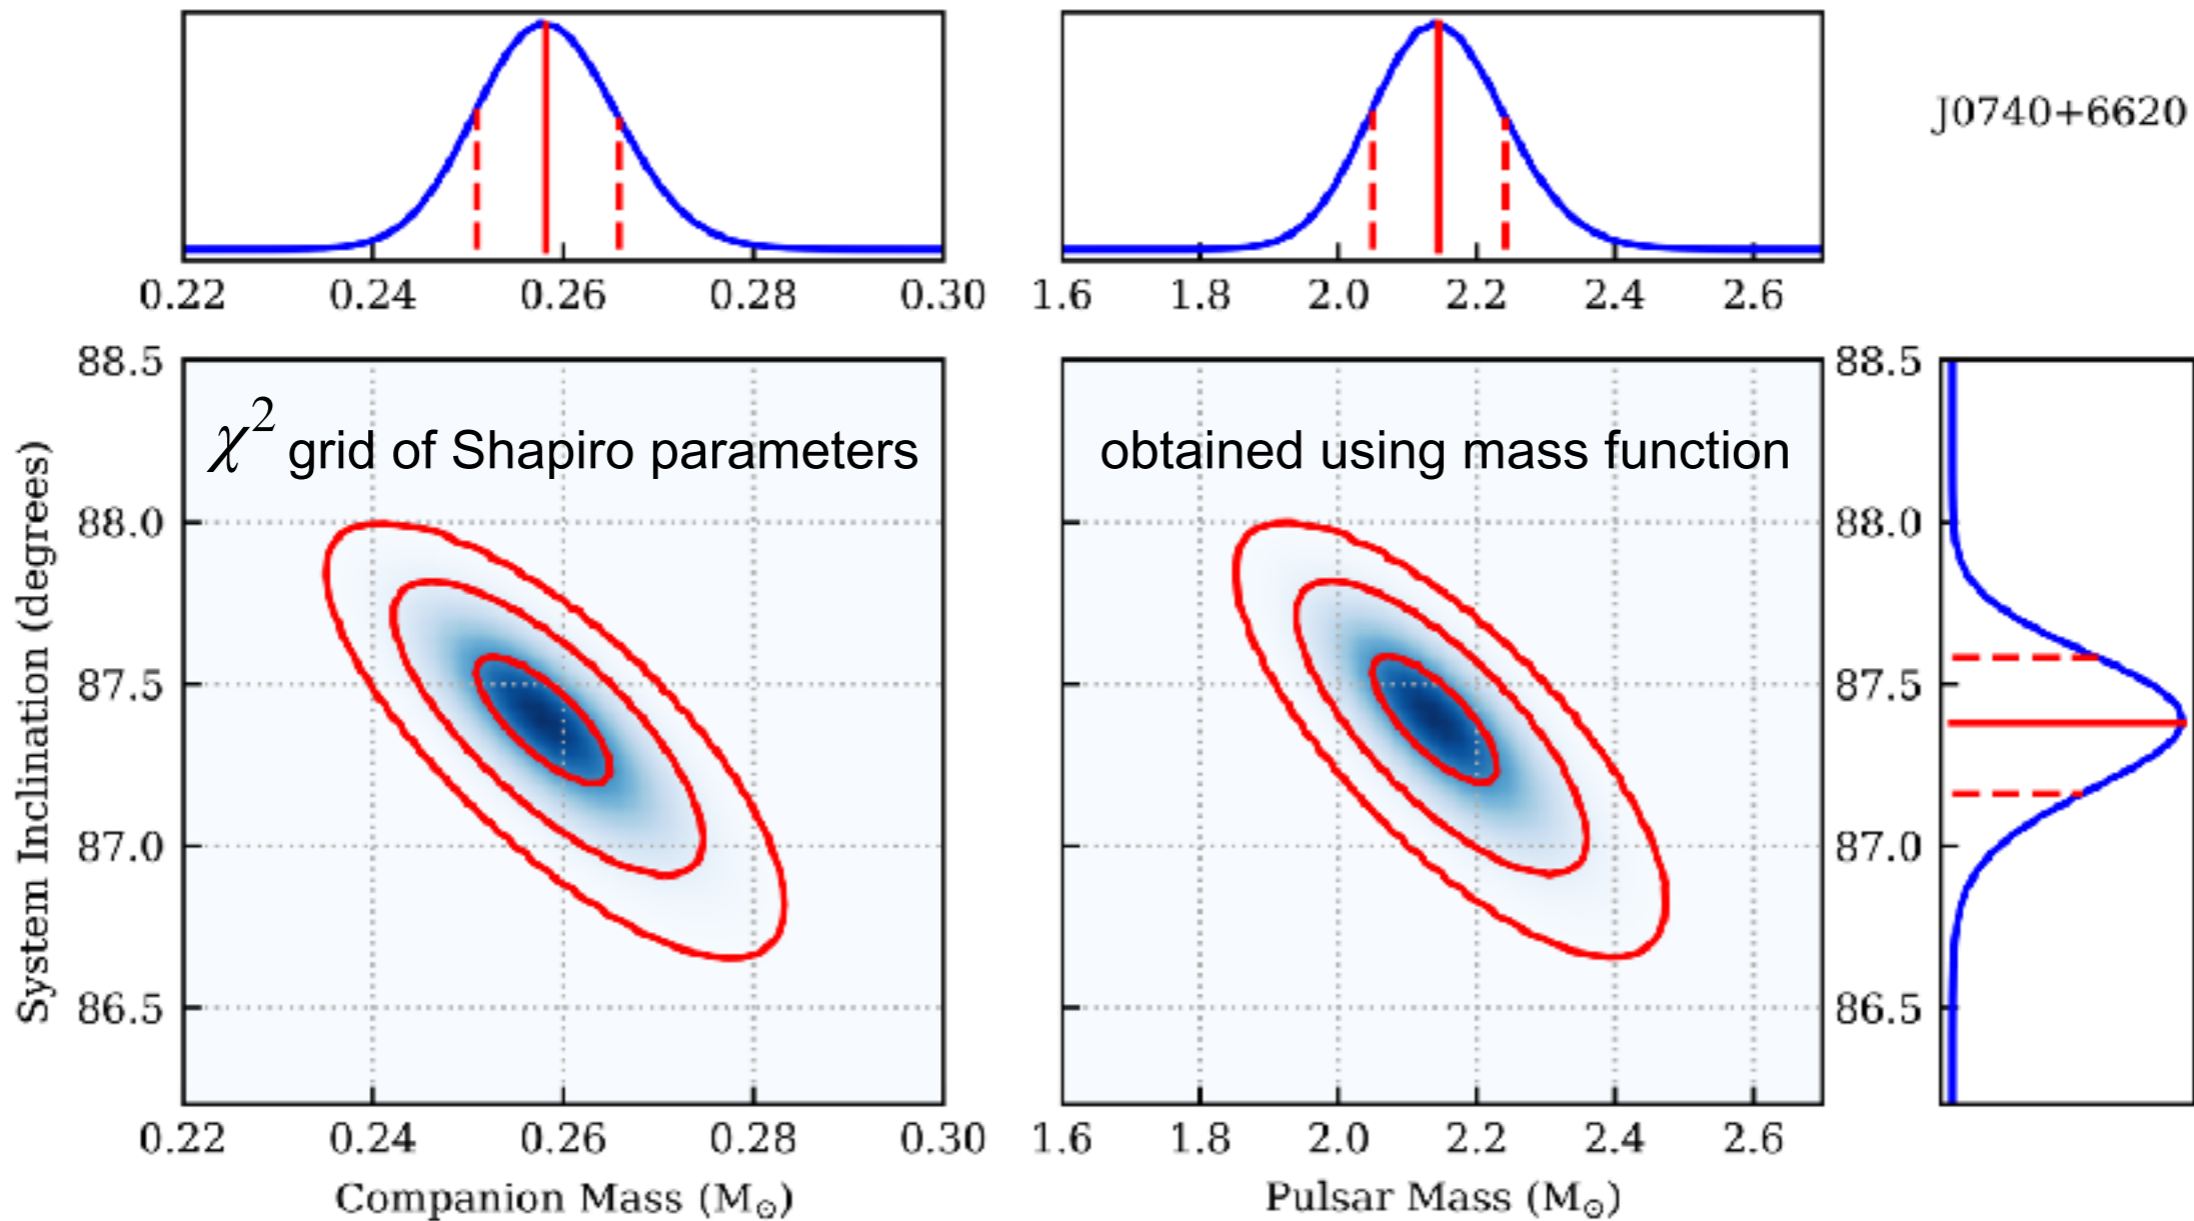 J0740+6620
0.22 0.24 0.26 0.28 0.30
1.6 1.8 2.0 2.2 2.4 2.6
88.5
88.0
87.5
87.0
86.5
System Inclination (degrees)
χ² grid of Shapiro parameters
obtained using mass function
88.5
88.0
87.5
87.0
86.5
0.22 0.24 0.26 0.28 0.30
Companion Mass (M⊙)
1.6 1.8 2.0 2.2 2.4 2.6
Pulsar Mass (M⊙)